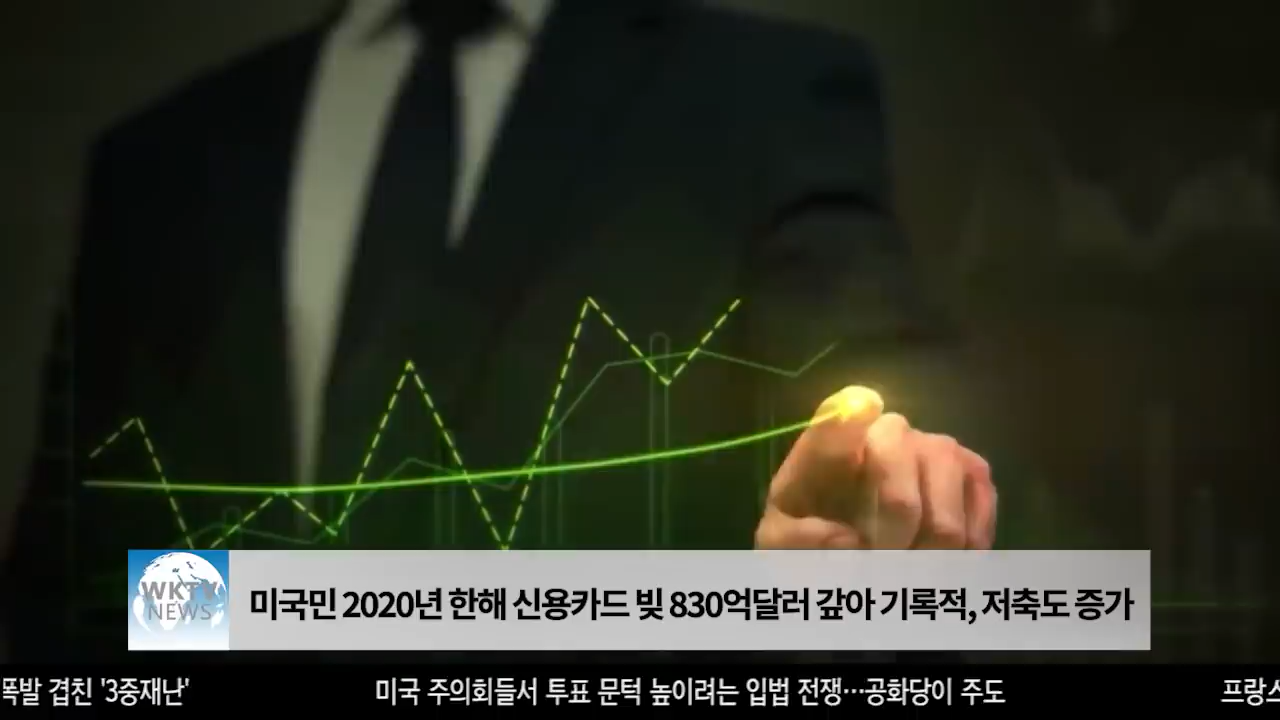 WKTV
NEWS
미국민 2020년 한해 신용카드 빚 830억달러 갚아 기록적, 저축도 증가
폭발 겹친 '3중재난' 미국 주의회들서 투표 문턱 높이려는 입법 전쟁…공화당이 주도